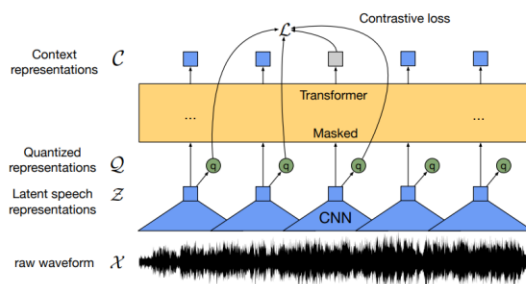 Contrastive loss
ℒ
Context
representations 𝒞
Transformer
... ...
Masked
Quantized
representations 𝒬
q q q q q
Latent speech
representations 𝒵
CNN
raw waveform 𝒳